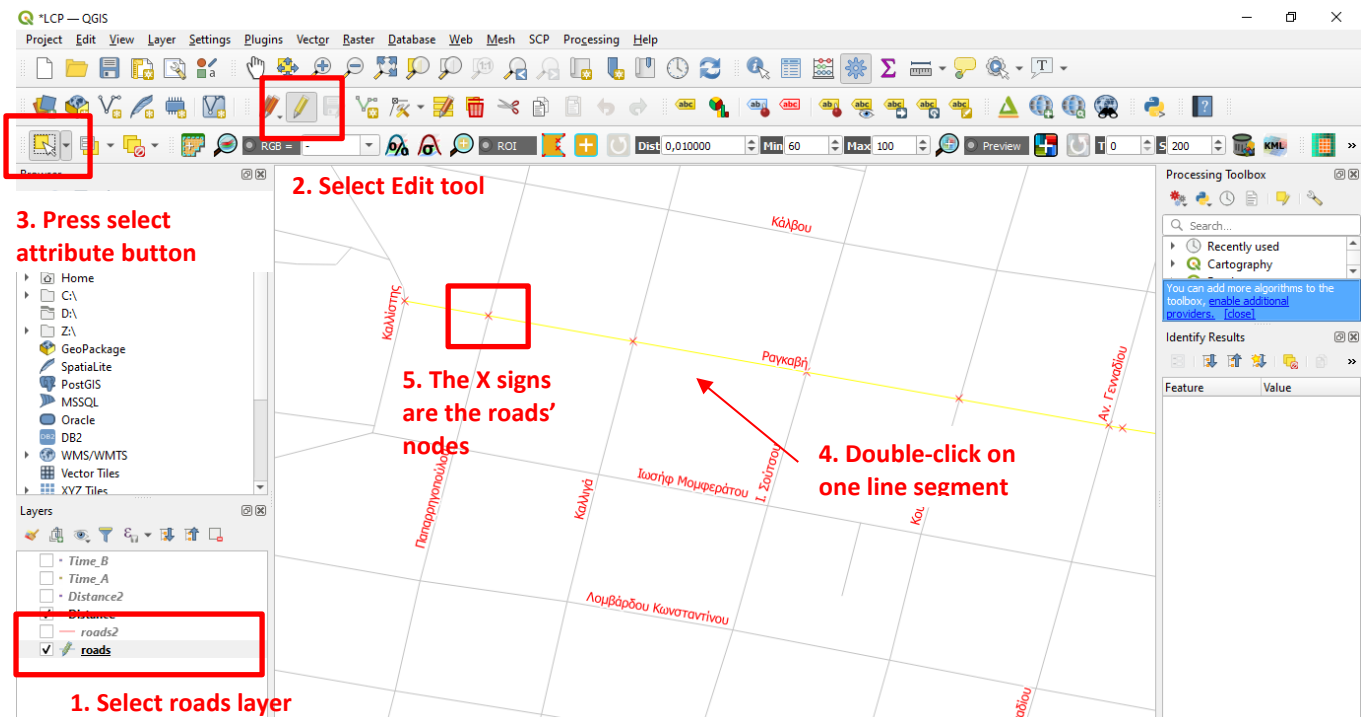 *LCP — QGIS
Project Edit View Layer Settings Plugins Vector Raster Database Web Mesh SCP Processing Help
RGB = - ROI Dist 0,010000 Min 60 Max 100 Preview T 0 S 200 KML »
2. Select Edit tool
3. Press select
attribute button
Home
C:\
D:\
Z:\
GeoPackage
SpatiaLite
PostGIS
MSSQL
Oracle
DB2
WMS/WMTS
Vector Tiles
XYZ Tiles
Layers
Time_B
Time_A
Distance2
Distance
roads2
roads
1. Select roads layer
Κάλβου
Καλλίστης
Ραγκαβή
Αν. Γενναδίου
5. The X signs
are the roads'
nodes
4. Double-click on
one line segment
Παπαρρηγοπούλου
Καλλιγά
Ιωσήφ Μομφεράτου
Ι. Σούτσου
Κου
Λομβάρδου Κωνσταντίνου
αδίου
Processing Toolbox
Search...
Recently used
Cartography
You can add more algorithms to the
toolbox, enable additional
providers. [close]
Identify Results
»
Feature Value